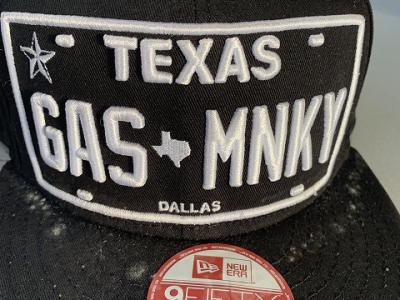 TEXAS
GAS MNKY
DALLAS
NEW ERA
9FIFTY